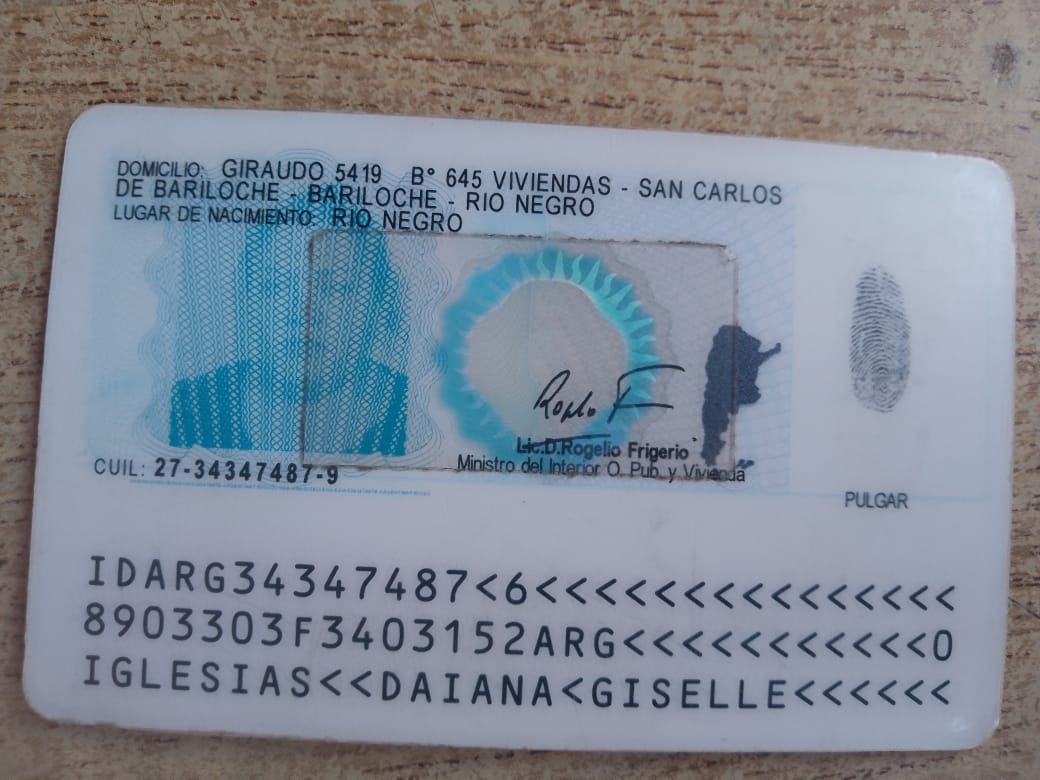 DOMICILIO: GIRAUDO 5419 B° 645 VIVIENDAS - SAN CARLOS
DE BARILOCHE - BARILOCHE - RIO NEGRO
LUGAR DE NACIMIENTO: RIO NEGRO
Lic.D.Rogelio Frigerio
Ministro del Interior O. Pub. y Vivienda
CUIL: 27-34347487-9
PULGAR
IDARG34347487<6<<<<<<<<<<<<<<<
8903303F3403152ARG<<<<<<<<<<<0
IGLESIAS<<DAIANA<GISELLE<<<<<<